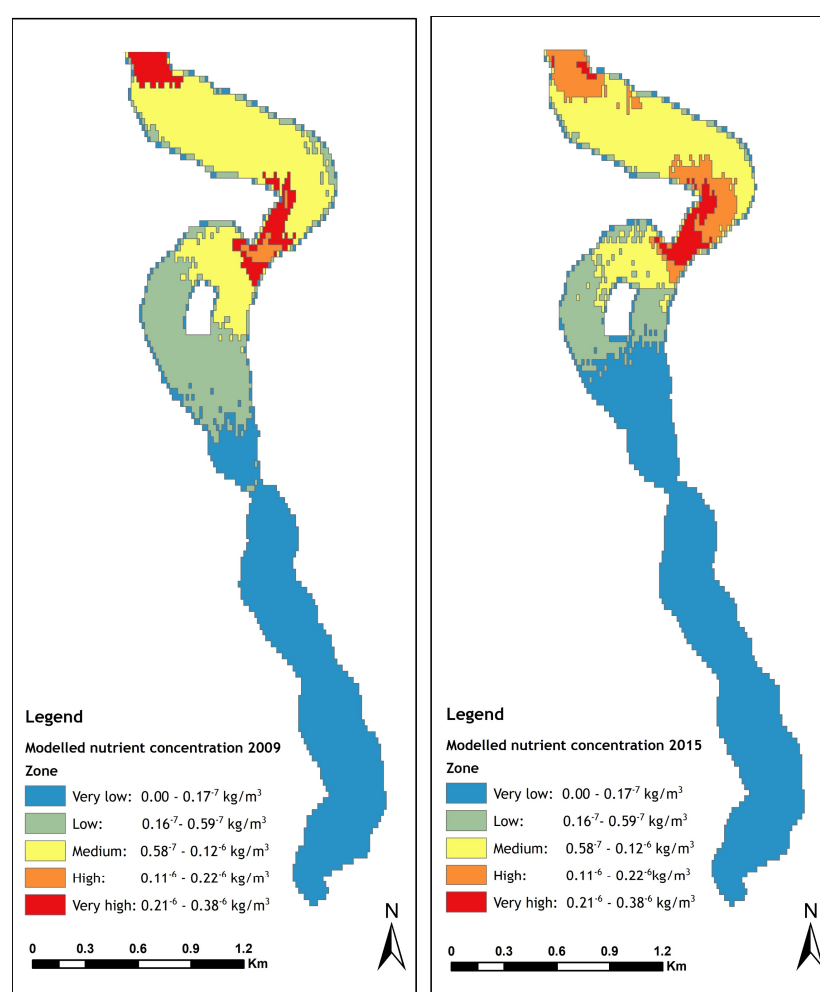 Legend
Modelled nutrient concentration 2009
Zone
Very low: 0.00 - 0.17⁻⁷ kg/m³
Low: 0.16⁻⁷- 0.59⁻⁷ kg/m³
Medium: 0.58⁻⁷ - 0.12⁻⁶ kg/m³
High: 0.11⁻⁶ - 0.22⁻⁶ kg/m³
Very high: 0.21⁻⁶ - 0.38⁻⁶ kg/m³
N
0 0.3 0.6 0.9 1.2
Km
Legend
Modelled nutrient concentration 2015
Zone
Very low: 0.00 - 0.17⁻⁷ kg/m³
Low: 0.16⁻⁷- 0.59⁻⁷ kg/m³
Medium: 0.58⁻⁷ - 0.12⁻⁶ kg/m³
High: 0.11⁻⁶ - 0.22⁻⁶kg/m³
Very high: 0.21⁻⁶ - 0.38⁻⁶ kg/m³
N
0 0.3 0.6 0.9 1.2
Km